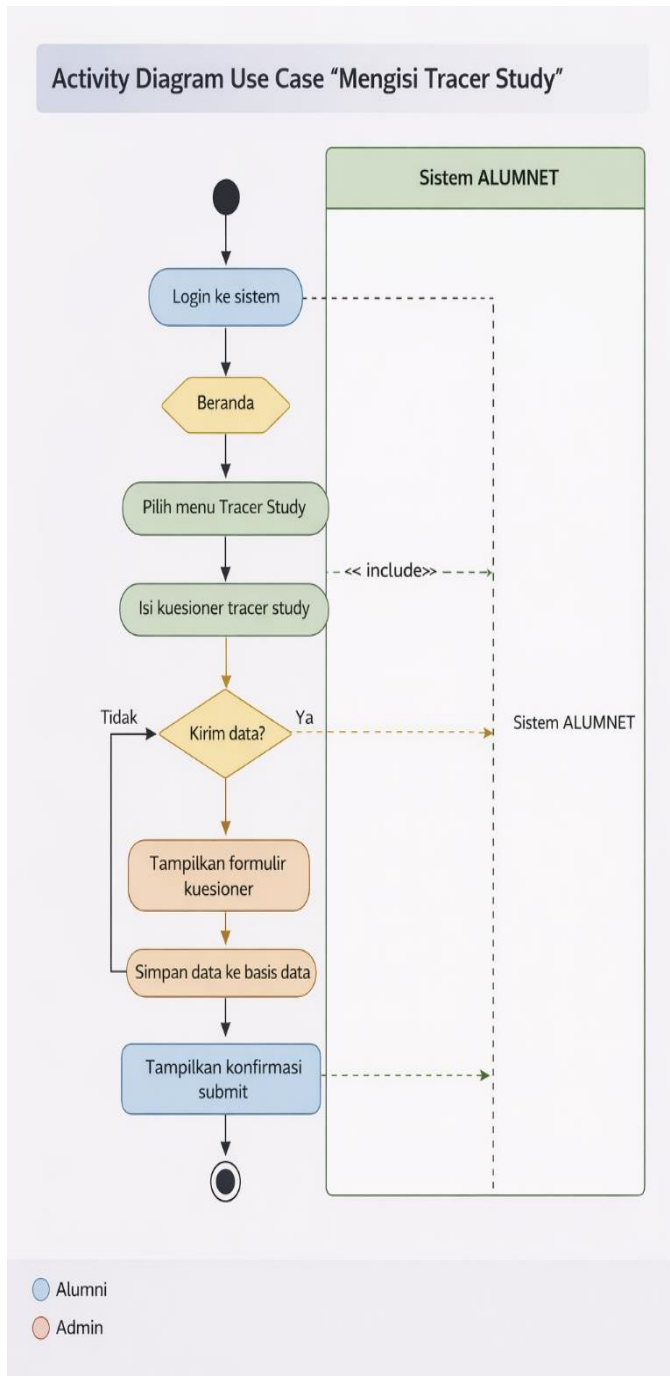 Activity Diagram Use Case “Mengisi Tracer Study”
Sistem ALUMNET
Login ke sistem
Beranda
Pilih menu Tracer Study
<< include>>
Isi kuesioner tracer study
Tidak
Kirim data?
Ya
Sistem ALUMNET
Tampilkan formulir
kuesioner
Simpan data ke basis data
Tampilkan konfirmasi
submit
Alumni
Admin